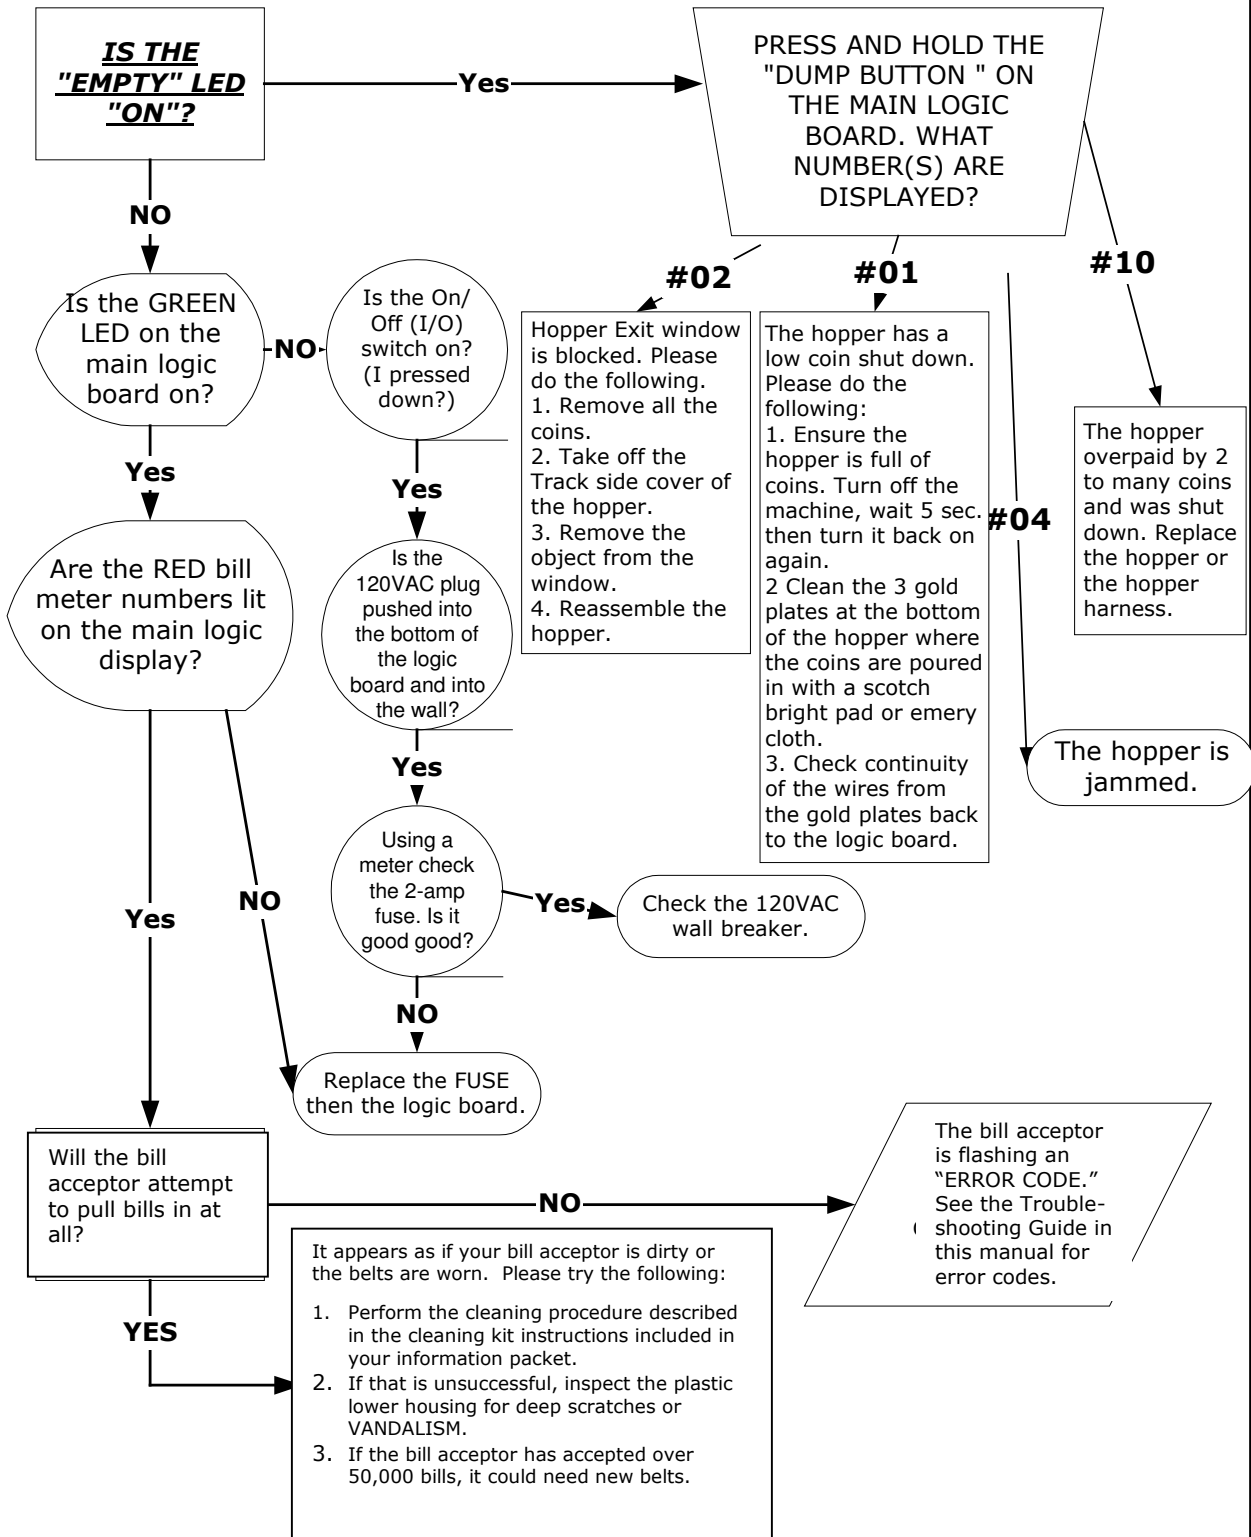 IS THE
"EMPTY" LED
"ON"?
Yes
PRESS AND HOLD THE
"DUMP BUTTON " ON
THE MAIN LOGIC
BOARD. WHAT
NUMBER(S) ARE
DISPLAYED?
NO
#02
#01
#10
#04
Is the GREEN
LED on the
main logic
board on?
NO
Is the On/
Off (I/O)
switch on?
(I pressed
down?)
Hopper Exit window
is blocked. Please
do the following.
1. Remove all the
coins.
2. Take off the
Track side cover of
the hopper.
3. Remove the
object from the
window.
4. Reassemble the
hopper.
The hopper has a
low coin shut down.
Please do the
following:
1. Ensure the
hopper is full of
coins. Turn off the
machine, wait 5 sec.
then turn it back on
again.
2 Clean the 3 gold
plates at the bottom
of the hopper where
the coins are poured
in with a scotch
bright pad or emery
cloth.
3. Check continuity
of the wires from
the gold plates back
to the logic board.
The hopper
overpaid by 2
to many coins
and was shut
down. Replace
the hopper or
the hopper
harness.
The hopper is
jammed.
Yes
Yes
Are the RED bill
meter numbers lit
on the main logic
display?
Is the
120VAC plug
pushed into
the bottom of
the logic
board and into
the wall?
Yes
Using a
meter check
the 2-amp
fuse. Is it
good good?
Yes
Check the 120VAC
wall breaker.
NO
Yes
NO
Replace the FUSE
then the logic board.
Will the bill
acceptor attempt
to pull bills in at
all?
NO
The bill acceptor
is flashing an
“ERROR CODE.”
See the Trouble-
shooting Guide in
this manual for
error codes.
YES
It appears as if your bill acceptor is dirty or
the belts are worn.  Please try the following:
1. Perform the cleaning procedure described
in the cleaning kit instructions included in
your information packet.
2. If that is unsuccessful, inspect the plastic
lower housing for deep scratches or
VANDALISM.
3. If the bill acceptor has accepted over
50,000 bills, it could need new belts.